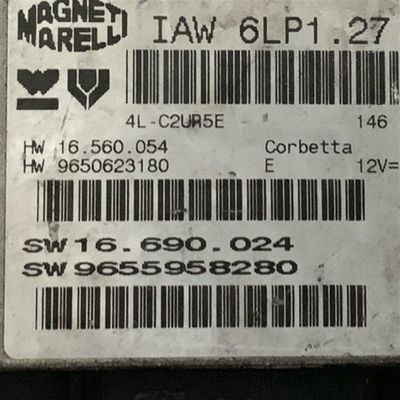 MAGNETI MARELLI
IAW 6LP1.27
4L-C2UR5E 146
HW 16.560.054 Corbetta
HW 9650623180 E 12V=
SW 16.690.024
SW 9655958280